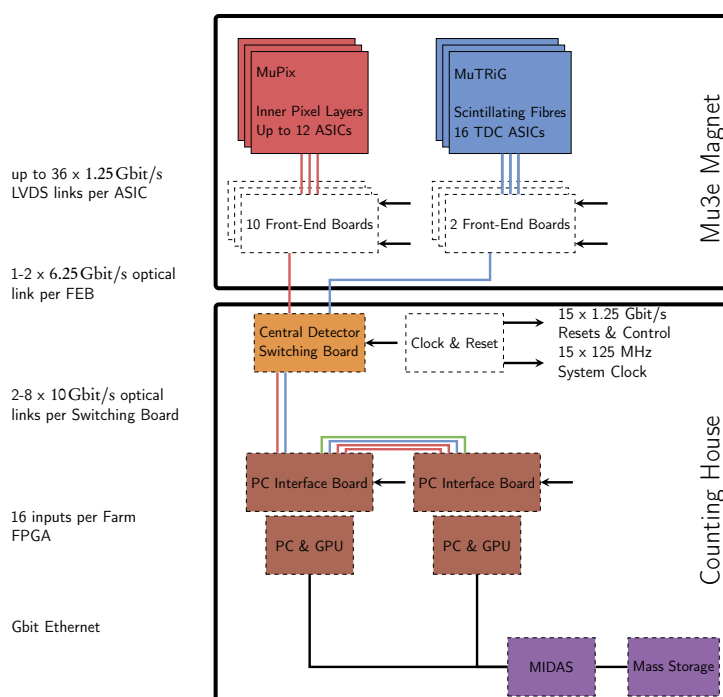 MuPix
Inner Pixel Layers
Up to 12 ASICs
MuTRiG
Scintillating Fibres
16 TDC ASICs
Mu3e Magnet
up to 36 x 1.25 Gbit/s
LVDS links per ASIC
10 Front-End Boards
2 Front-End Boards
1-2 x 6.25 Gbit/s optical
link per FEB
Central Detector
Switching Board
Clock & Reset
15 x 1.25 Gbit/s
Resets & Control
15 x 125 MHz
System Clock
2-8 x 10 Gbit/s optical
links per Switching Board
Counting House
PC Interface Board
PC Interface Board
16 inputs per Farm
FPGA
PC & GPU
PC & GPU
Gbit Ethernet
MIDAS
Mass Storage